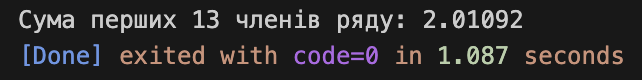 Сума перших 13 членів ряду: 2.01092
[Done] exited with code=0 in 1.087 seconds